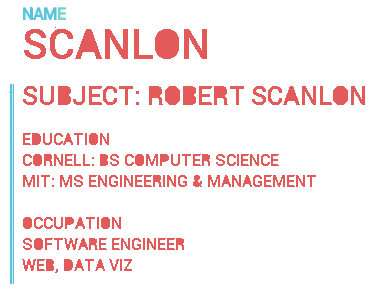 NAME
SCANLON
SUBJECT: ROBERT SCANLON
EDUCATION
CORNELL: BS COMPUTER SCIENCE
MIT: MS ENGINEERING & MANAGEMENT
OCCUPATION
SOFTWARE ENGINEER
WEB, DATA VIZ